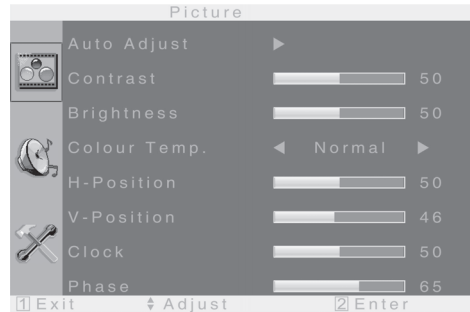 Picture
Auto Adjust
Contrast 50
Brightness 50
Colour Temp. Normal
H-Position 50
V-Position 46
Clock 50
Phase 65
1 Exit Adjust 2 Enter